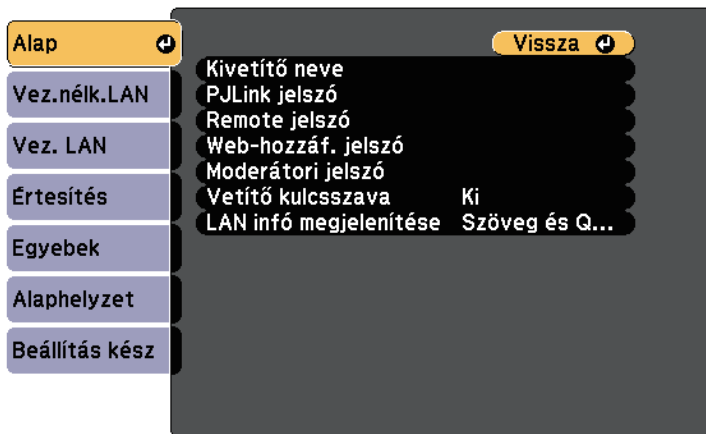 Alap
Vez.nélk.LAN
Vez. LAN
Értesítés
Egyebek
Alaphelyzet
Beállítás kész
Vissza
Kivetítő neve
PJLink jelszó
Remote jelszó
Web-hozzáf. jelszó
Moderátori jelszó
Vetítő kulcsszava Ki
LAN infó megjelenítése Szöveg és Q...